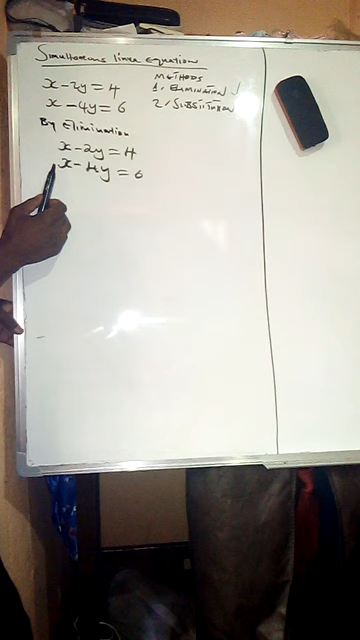 Simultaneous linear Equation
x - 2y = 4
x - 4y = 6
METHODS
1. ELIMINATION ✓
2. SUBSTITUTION
By Elimination
x - 2y = 4
x - 4y = 6